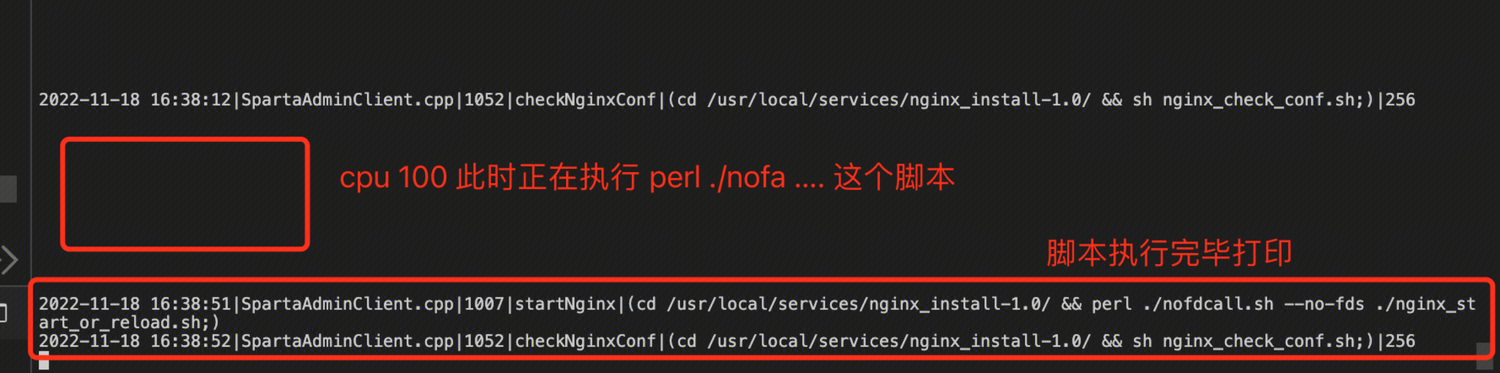 2022-11-18 16:38:12|SpartaAdminClient.cpp|1052|checkNginxConf|(cd /usr/local/services/nginx_install-1.0/ && sh nginx_check_conf.sh;)|256
cpu 100 此时正在执行 perl ./nofa .... 这个脚本
脚本执行完毕打印
2022-11-18 16:38:51|SpartaAdminClient.cpp|1007|startNginx|(cd /usr/local/services/nginx_install-1.0/ && perl ./nofdcall.sh --no-fds ./nginx_st
art_or_reload.sh;)
2022-11-18 16:38:52|SpartaAdminClient.cpp|1052|checkNginxConf|(cd /usr/local/services/nginx_install-1.0/ && sh nginx_check_conf.sh;)|256